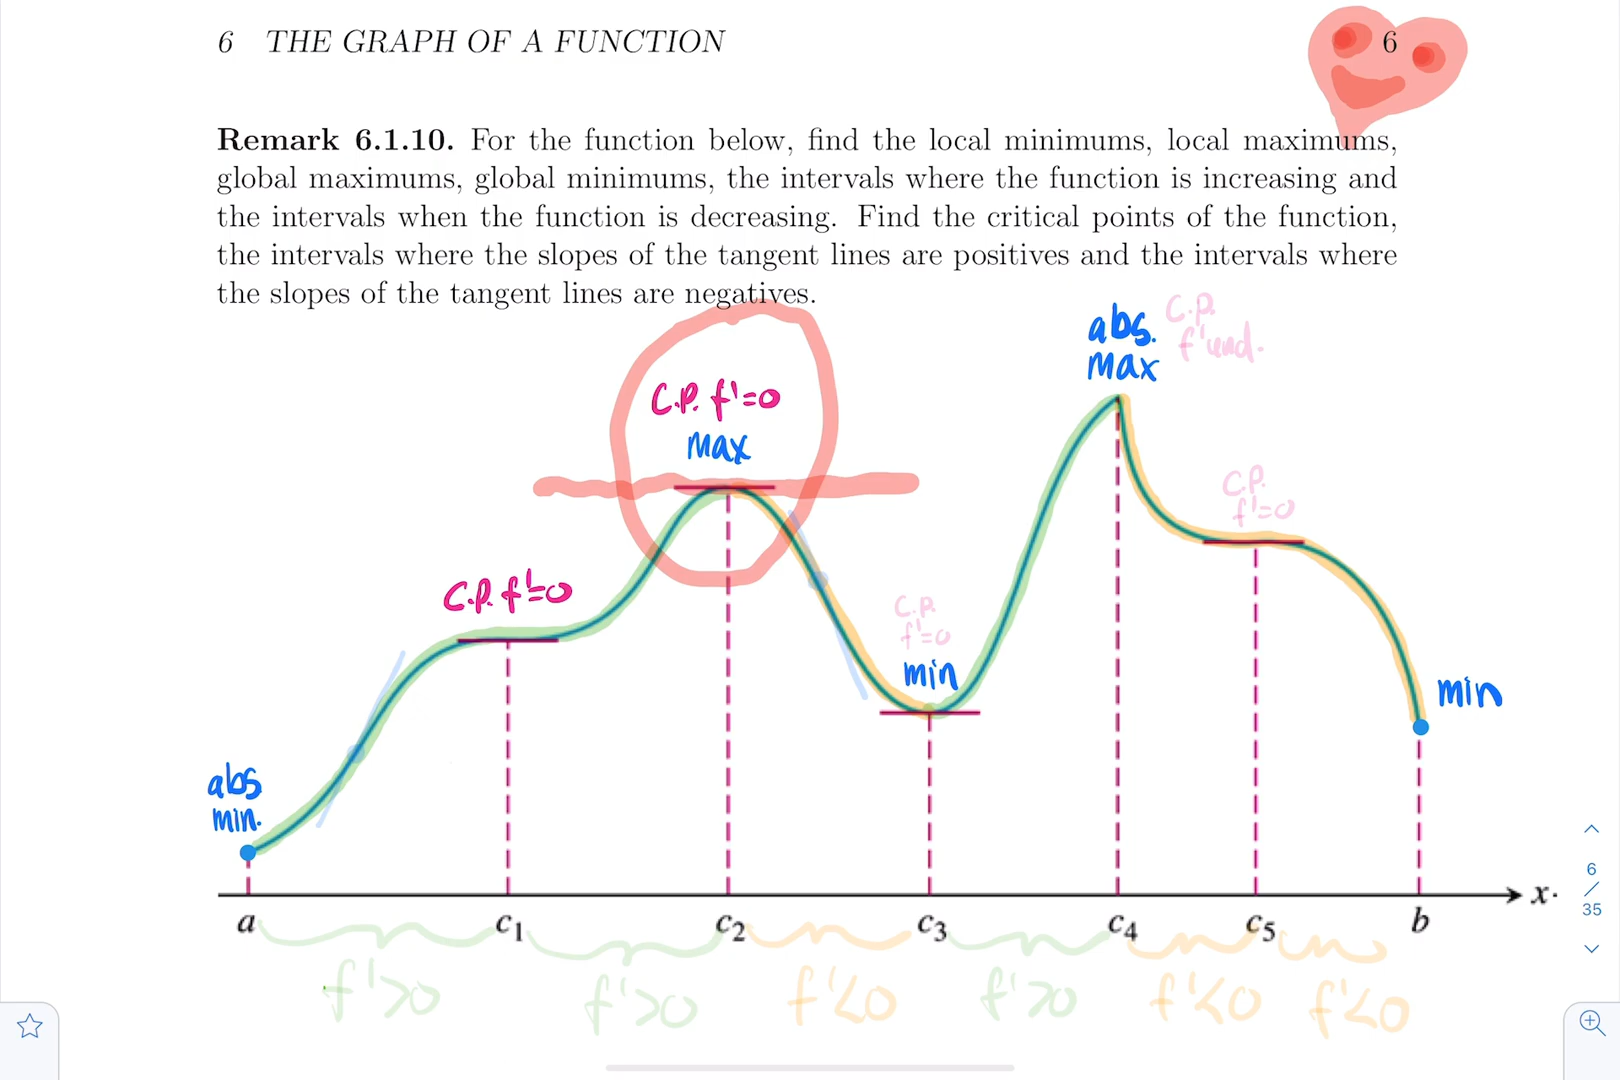 6 THE GRAPH OF A FUNCTION 6
Remark 6.1.10. For the function below, find the local minimums, local maximums,
global maximums, global minimums, the intervals where the function is increasing and
the intervals when the function is decreasing. Find the critical points of the function,
the intervals where the slopes of the tangent lines are positives and the intervals where
the slopes of the tangent lines are negatives.
abs. C.P.
max f' und.
C.P. f'=0
max
C.P.
f'=0
C.P. f'=0
C.P.
f'=0
min
min
abs
min.
x.
a c₁ c₂ c₃ c₄ c₅ b
f'>0 f'>0 f'<0 f'>0 f'<0 f'<0
6
/
35